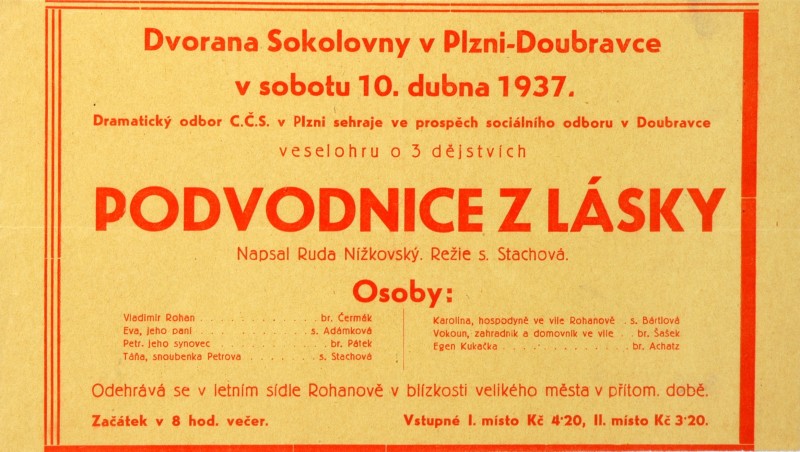 Dvorana Sokolovny v Plzni-Doubravce
v sobotu 10. dubna 1937.
Dramatický odbor C.Č.S. v Plzni sehraje ve prospěch sociálního odboru v Doubravce
veselohru o 3 dějstvích
PODVODNICE Z LÁSKY
Napsal Ruda Nížkovský. Režie s. Stachová.
Osoby:
Vladimir Rohan . . . . . . . . . . . . br. Čermák
Eva, jeho paní . . . . . . . . . . . . s. Adámková
Petr. jeho synovec . . . . . . . . . . . . br. Pátek
Táňa, snoubenka Petrova . . . . . . . . s. Stachová
Karolina, hospodyně ve vile Rohanově . s. Bártlová
Vokoun, zahradník a domovník ve vile . . br. Šašek
Egen Kukačka . . . . . . . . . . . . br. Achatz
Odehrává se v letním sídle Rohanově v blízkosti velikého města v přítom. době.
Začátek v 8 hod. večer.
Vstupné I. místo Kč 4·20, II. místo Kč 3·20.